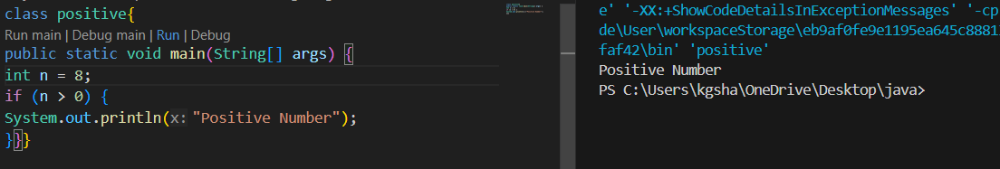 class positive{
Run main | Debug main | Run | Debug
public static void main(String[] args) {
int n = 8;
if (n > 0) {
System.out.println(x: "Positive Number");
}}}
e' '-XX:+ShowCodeDetailsInExceptionMessages' '-cp
de\User\workspaceStorage\eb9af0fe9e1195ea645c8881
faf42\bin' 'positive'
Positive Number
PS C:\Users\kgsha\OneDrive\Desktop\java>